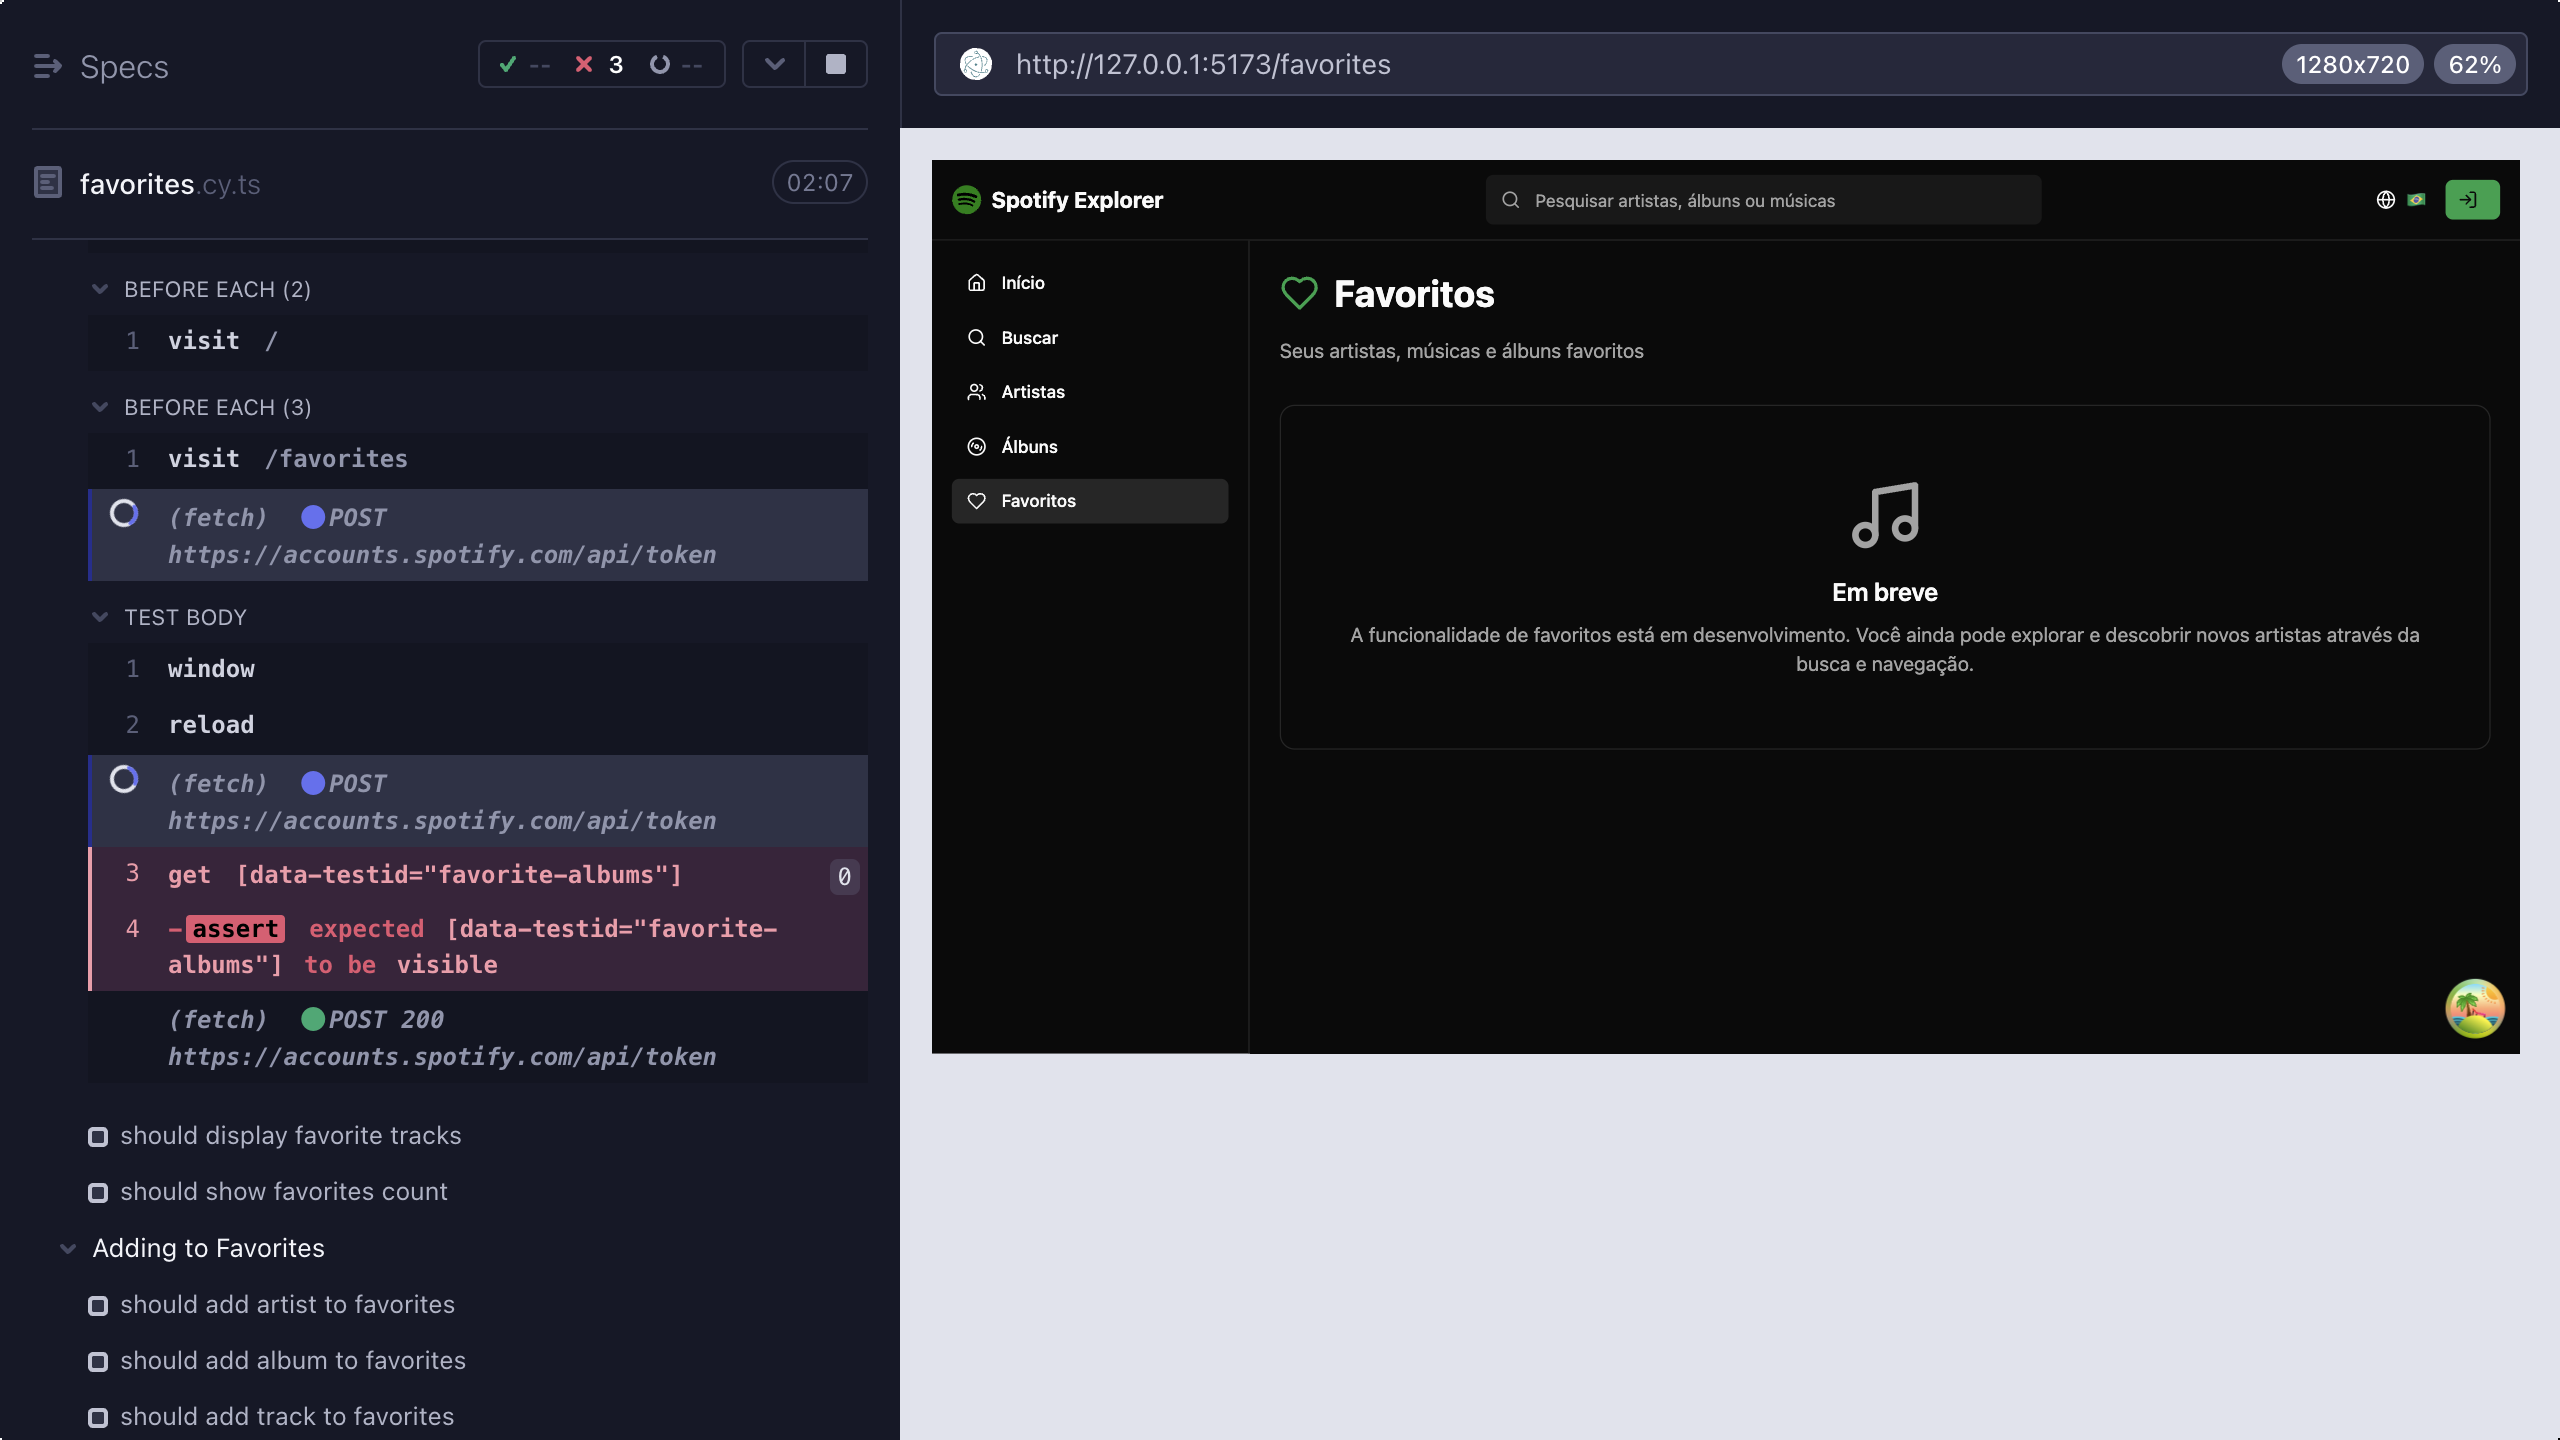 Specs
-- 3 --
favorites.cy.ts
02:07
BEFORE EACH (2)
1 visit /
BEFORE EACH (3)
1 visit /favorites
(fetch) POST
https://accounts.spotify.com/api/token
TEST BODY
1 window
2 reload
(fetch) POST
https://accounts.spotify.com/api/token
3 get [data-testid="favorite-albums"] 0
4 -assert expected [data-testid="favorite-
albums"] to be visible
(fetch) POST 200
https://accounts.spotify.com/api/token
should display favorite tracks
should show favorites count
Adding to Favorites
should add artist to favorites
should add album to favorites
should add track to favorites
http://127.0.0.1:5173/favorites
1280x720 62%
Spotify Explorer
Pesquisar artistas, álbuns ou músicas
Início
Buscar
Artistas
Álbuns
Favoritos
Favoritos
Seus artistas, músicas e álbuns favoritos
Em breve
A funcionalidade de favoritos está em desenvolvimento. Você ainda pode explorar e descobrir novos artistas através da
busca e navegação.